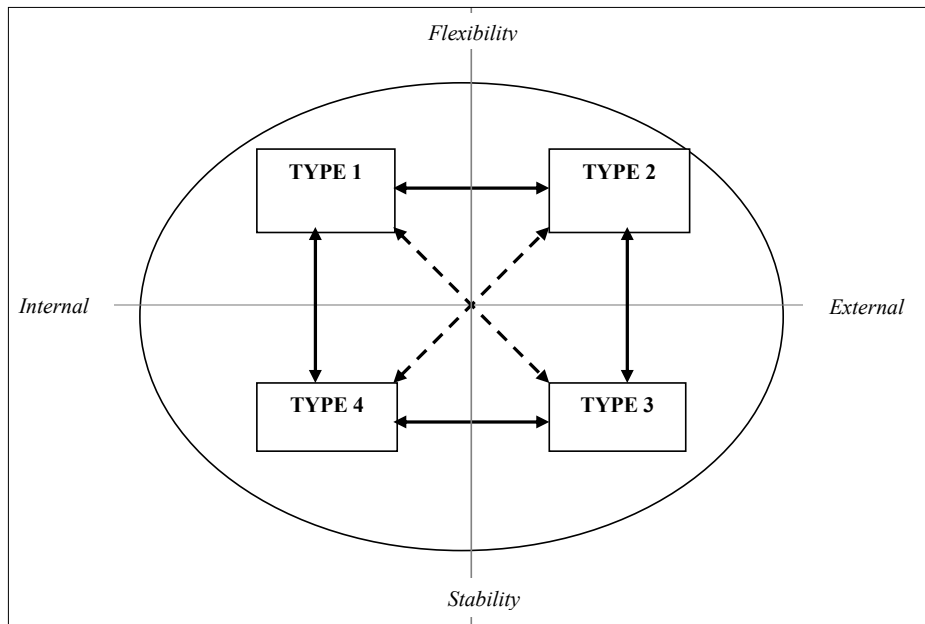 Flexibility
TYPE 1
TYPE 2
Internal
External
TYPE 4
TYPE 3
Stability